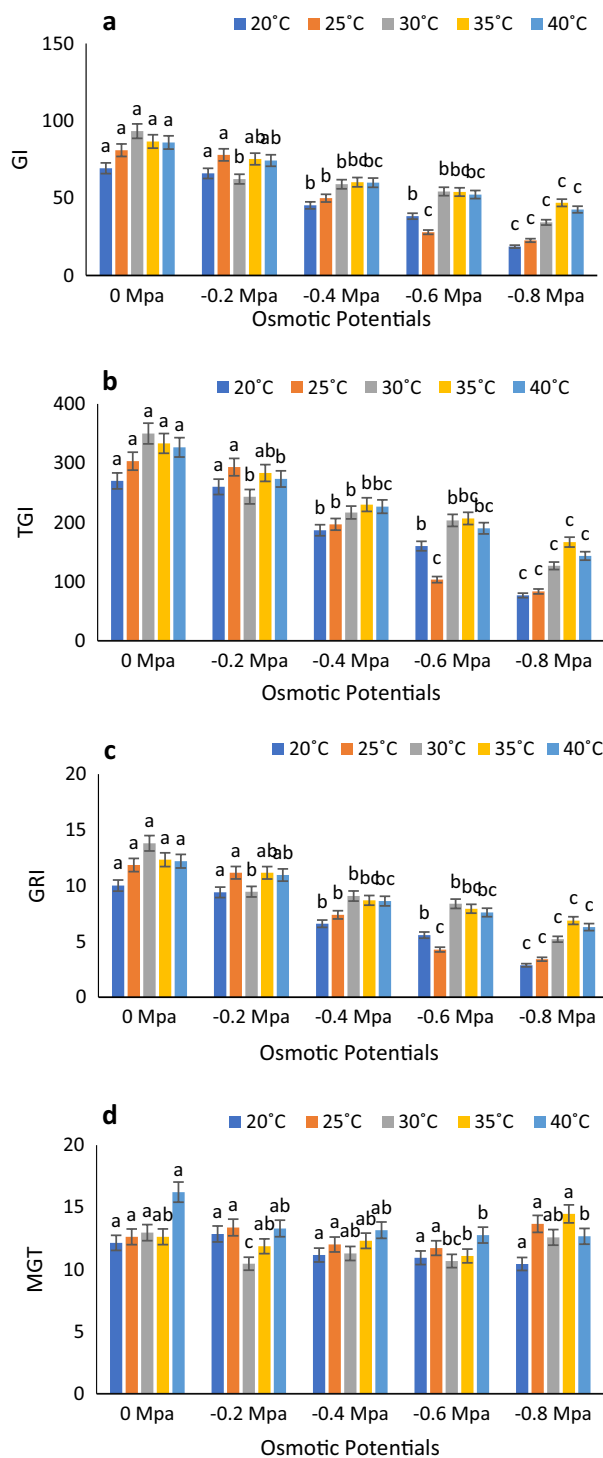 a
20˚C 25˚C 30˚C 35˚C 40˚C
150
100
50
0
GI
a a a a a
a a b ab ab
b b b bc bc
b c b bc bc
c c c c c
0 Mpa -0.2 Mpa -0.4 Mpa -0.6 Mpa -0.8 Mpa
Osmotic Potentials
b
20˚C 25˚C 30˚C 35˚C 40˚C
400
300
200
100
0
TGI
a a a a a
a a b ab b
b b b b bc
b c b bc bc
c c c c c
0 Mpa -0.2 Mpa -0.4 Mpa -0.6 Mpa -0.8 Mpa
Osmotic Potentials
c
20˚C 25˚C 30˚C 35˚C 40˚C
20
15
10
5
0
GRI
a a a a a
a a b ab ab
b b b bc bc
b c b bc bc
c c c c c
0 Mpa -0.2 Mpa -0.4 Mpa -0.6 Mpa -0.8 Mpa
Osmotic Potentials
d
20˚C 25˚C 30˚C 35˚C 40˚C
20
15
10
5
0
MGT
a a a ab a
a a c ab ab
a a ab ab ab
a a bc b b
a a ab a b
0 Mpa -0.2 Mpa -0.4 Mpa -0.6 Mpa -0.8 Mpa
Osmotic Potentials